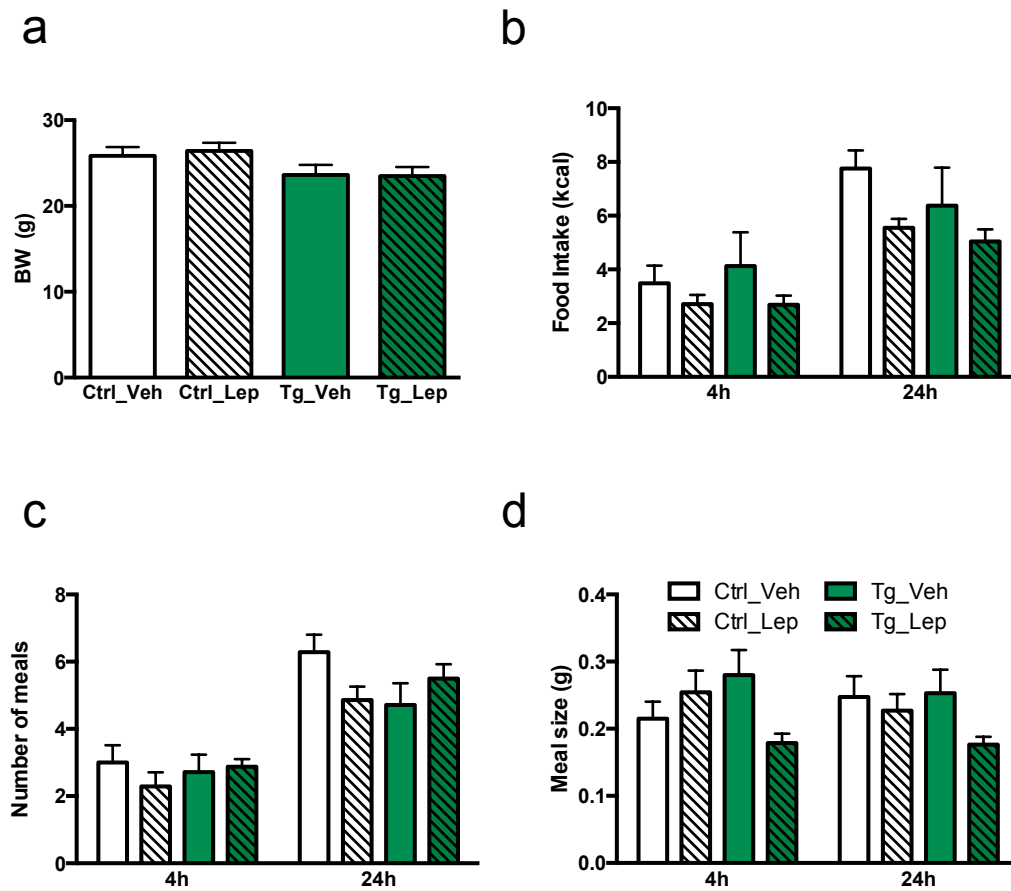 a
BW (g)
30
20
10
0
Ctrl_Veh Ctrl_Lep Tg_Veh Tg_Lep
b
Food Intake (kcal)
10
8
6
4
2
0
4h 24h
c
Number of meals
8
6
4
2
0
4h 24h
d
Meal size (g)
0.4
0.3
0.2
0.1
0.0
Ctrl_Veh Tg_Veh
Ctrl_Lep Tg_Lep
4h 24h